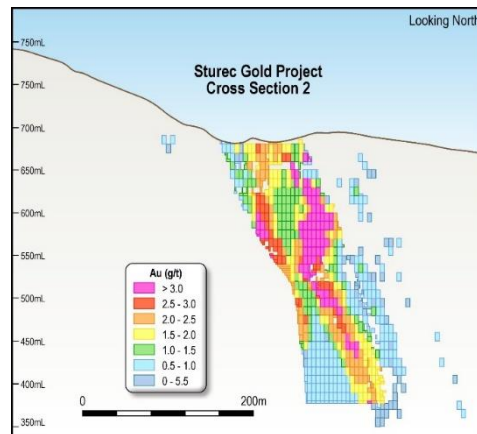 Looking North
750mL
Sturec Gold Project
Cross Section 2
700mL
650mL
600mL
550mL
500mL
450mL
400mL
350mL
Au (g/t)
> 3.0
2.5 - 3.0
2.0 - 2.5
1.5 - 2.0
1.0 - 1.5
0.5 - 1.0
0 - 5.5
0
200m